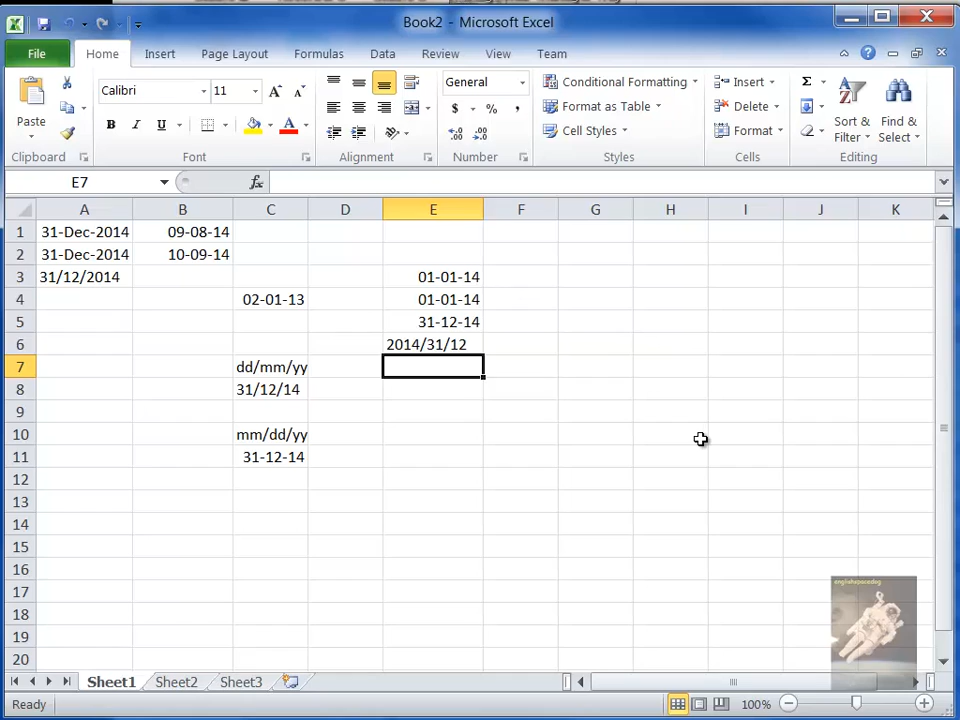 Book2 - Microsoft Excel
File Home Insert Page Layout Formulas Data Review View Team
Calibri 11 General Conditional Formatting Insert Σ
$ % , Format as Table Delete
Paste B I U A Cell Styles Format Sort & Filter Find & Select
Clipboard Font Alignment Number Styles Cells Editing
E7 fx
A B C D E F G H I J K
1 31-Dec-2014 09-08-14
2 31-Dec-2014 10-09-14
3 31/12/2014 01-01-14
4 02-01-13 01-01-14
5 31-12-14
6 2014/31/12
7 dd/mm/yy
8 31/12/14
9
10 mm/dd/yy
11 31-12-14
12
13
14
15
16
17
18
19
20
englishspacedog
Sheet1 Sheet2 Sheet3
Ready 100%